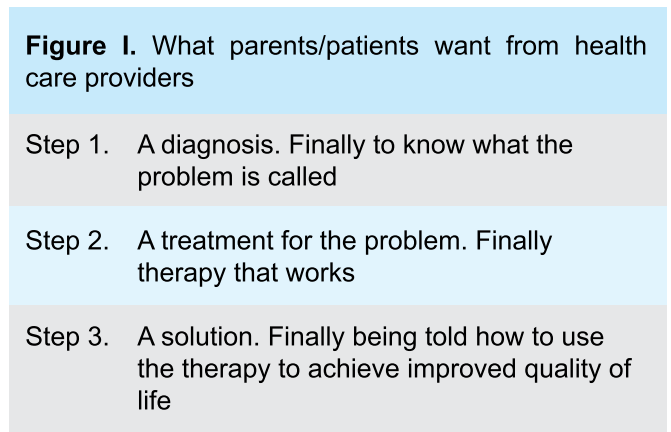 Figure I. What parents/patients want from health
care providers
Step 1. A diagnosis. Finally to know what the
problem is called
Step 2. A treatment for the problem. Finally
therapy that works
Step 3. A solution. Finally being told how to use
the therapy to achieve improved quality of
life